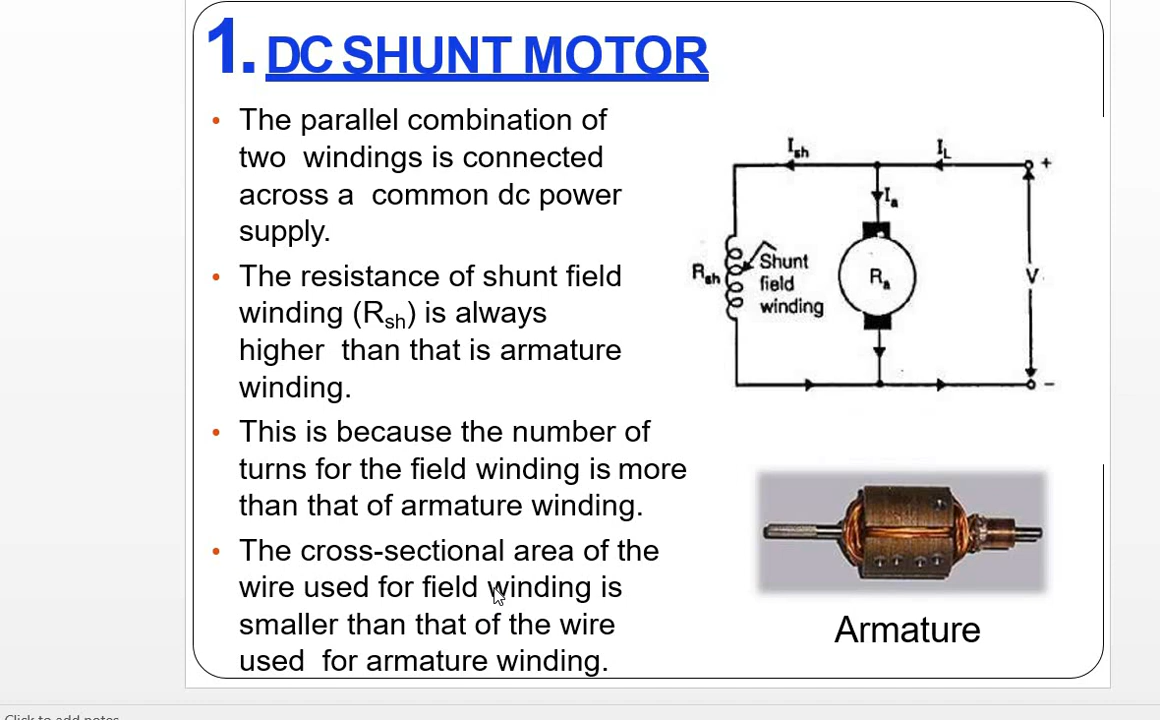 1. DC SHUNT MOTOR
• The parallel combination of
two windings is connected
across a common dc power
supply.
• The resistance of shunt field
winding (Rsh) is always
higher than that is armature
winding.
• This is because the number of
turns for the field winding is more
than that of armature winding.
• The cross-sectional area of the
wire used for field winding is
smaller than that of the wire
used for armature winding.
Ish
IL
+
Ia
Rsh
Shunt
field
winding
Ra
V
-
Armature
Click to add notes